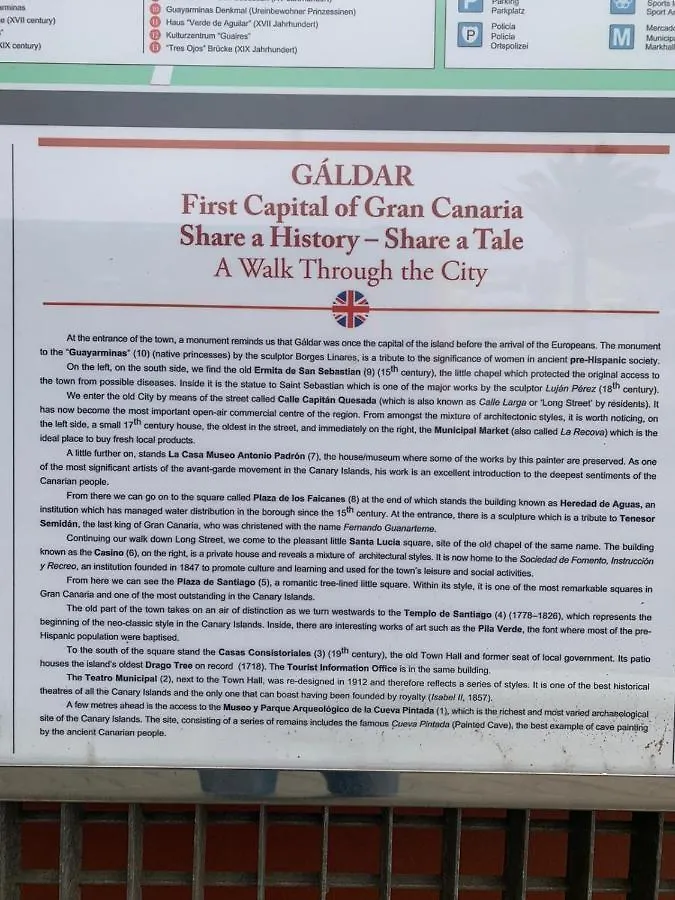 arminas
e (XVII century)
XIX century)
10 Guayarminas Denkmal (Ureinbewohner Prinzessinen)
11 Haus "Verde de Aguilar" (XVII Jahrhundert)
12 Kulturzentrum "Guaires"
13 "Tres Ojos" Brücke (XIX Jahrhundert)
P Parking
Parkplatz
P Policía
Policía
Ortspolizei
Sports
Sport
M Mercado
Municip
Markhall
GÁLDAR
First Capital of Gran Canaria
Share a History – Share a Tale
A Walk Through the City
At the entrance of the town, a monument reminds us that Gáldar was once the capital of the island before the arrival of the Europeans. The monument
to the "Guayarminas" (10) (native princesses) by the sculptor Borges Linares, is a tribute to the significance of women in ancient pre-Hispanic society.
On the left, on the south side, we find the old Ermita de San Sebastian (9) (15th century), the little chapel which protected the original access to
the town from possible diseases. Inside it is the statue to Saint Sebastian which is one of the major works by the sculptor Luján Pérez (18th century).
We enter the old City by means of the street called Calle Capitán Quesada (which is also known as Calle Larga or 'Long Street' by résidents). It
has now become the most important open-air commercial centre of the region. From amongst the mixture of architectonic styles, it is worth noticing, on
the left side, a small 17th century house, the oldest in the street, and immediately on the right, the Municipal Market (also called La Recova) which is the
ideal place to buy fresh local products.
A little further on, stands La Casa Museo Antonio Padrón (7), the house/museum where some of the works by this painter are preserved. As one
of the most significant artists of the avant-garde movement in the Canary Islands, his work is an excellent introduction to the deepest sentiments of the
Canarian people.
From there we can go on to the square called Plaza de los Faicanes (8) at the end of which stands the building known as Heredad de Aguas, an
institution which has managed water distribution in the borough since the 15th century. At the entrance, there is a sculpture which is a tribute to Tenesor
Semidán, the last king of Gran Canaria, who was christened with the name Fernando Guanarteme.
Continuing our walk down Long Street, we come to the pleasant little Santa Lucía square, site of the old chapel of the same name. The building
known as the Casino (6), on the right, is a private house and reveals a mixture of architectural styles. It is now home to the Sociedad de Fomento, Instrucción
y Recreo, an institution founded in 1847 to promote culture and learning and used for the town's leisure and social activities.
From here we can see the Plaza de Santiago (5), a romantic tree-lined little square. Within its style, it is one of the most remarkable squares in
Gran Canaria and one of the most outstanding in the Canary Islands.
The old part of the town takes on an air of distinction as we turn westwards to the Templo de Santiago (4) (1778–1826), which represents the
beginning of the neo-classic style in the Canary Islands. Inside, there are interesting works of art such as the Pila Verde, the font where most of the pre-
Hispanic population were baptised.
To the south of the square stand the Casas Consistoriales (3) (19th century), the old Town Hall and former seat of local government. Its patio
houses the island's oldest Drago Tree on record (1718). The Tourist Information Office is in the same building.
The Teatro Municipal (2), next to the Town Hall, was re-designed in 1912 and therefore reflects a series of styles. It is one of the best historical
theatres of all the Canary Islands and the only one that can boast having been founded by royalty (Isabel II, 1857).
A few metres ahead is the access to the Museo y Parque Arqueológico de la Cueva Pintada (1), which is the richest and most varied archaeological
site of the Canary Islands. The site, consisting of a series of remains includes the famous Cueva Pintada (Painted Cave), the best example of cave painting
by the ancient Canarian people.